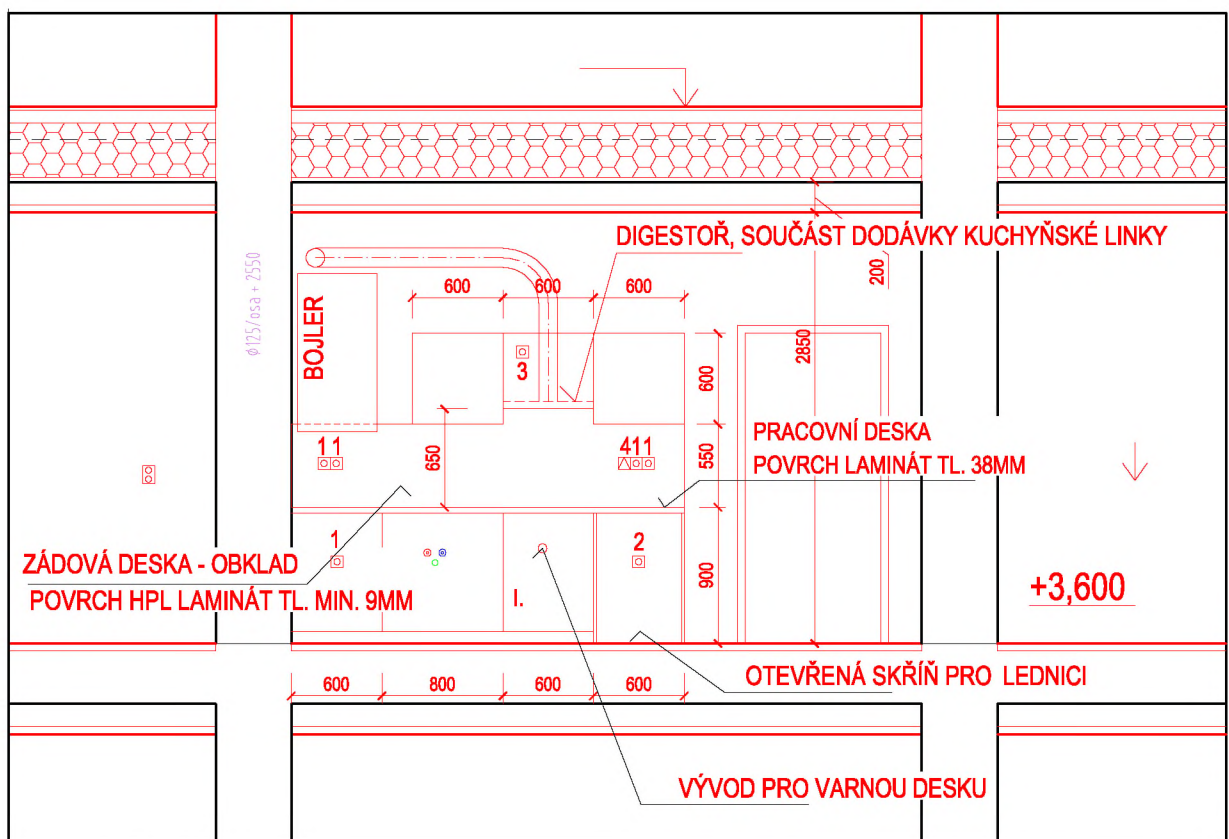 DIGESTOŘ, SOUČÁST DODÁVKY KUCHYŇSKÉ LINKY
ϕ125/osa + 2550
BOJLER
600 600 600
200
2850
3
600
11
650
411
550
PRACOVNÍ DESKA
POVRCH LAMINÁT TL. 38MM
1
2
ZÁDOVÁ DESKA - OBKLAD
POVRCH HPL LAMINÁT TL. MIN. 9MM
I.
900
+3,600
600 800 600 600
OTEVŘENÁ SKŘÍŇ PRO LEDNICI
VÝVOD PRO VARNOU DESKU